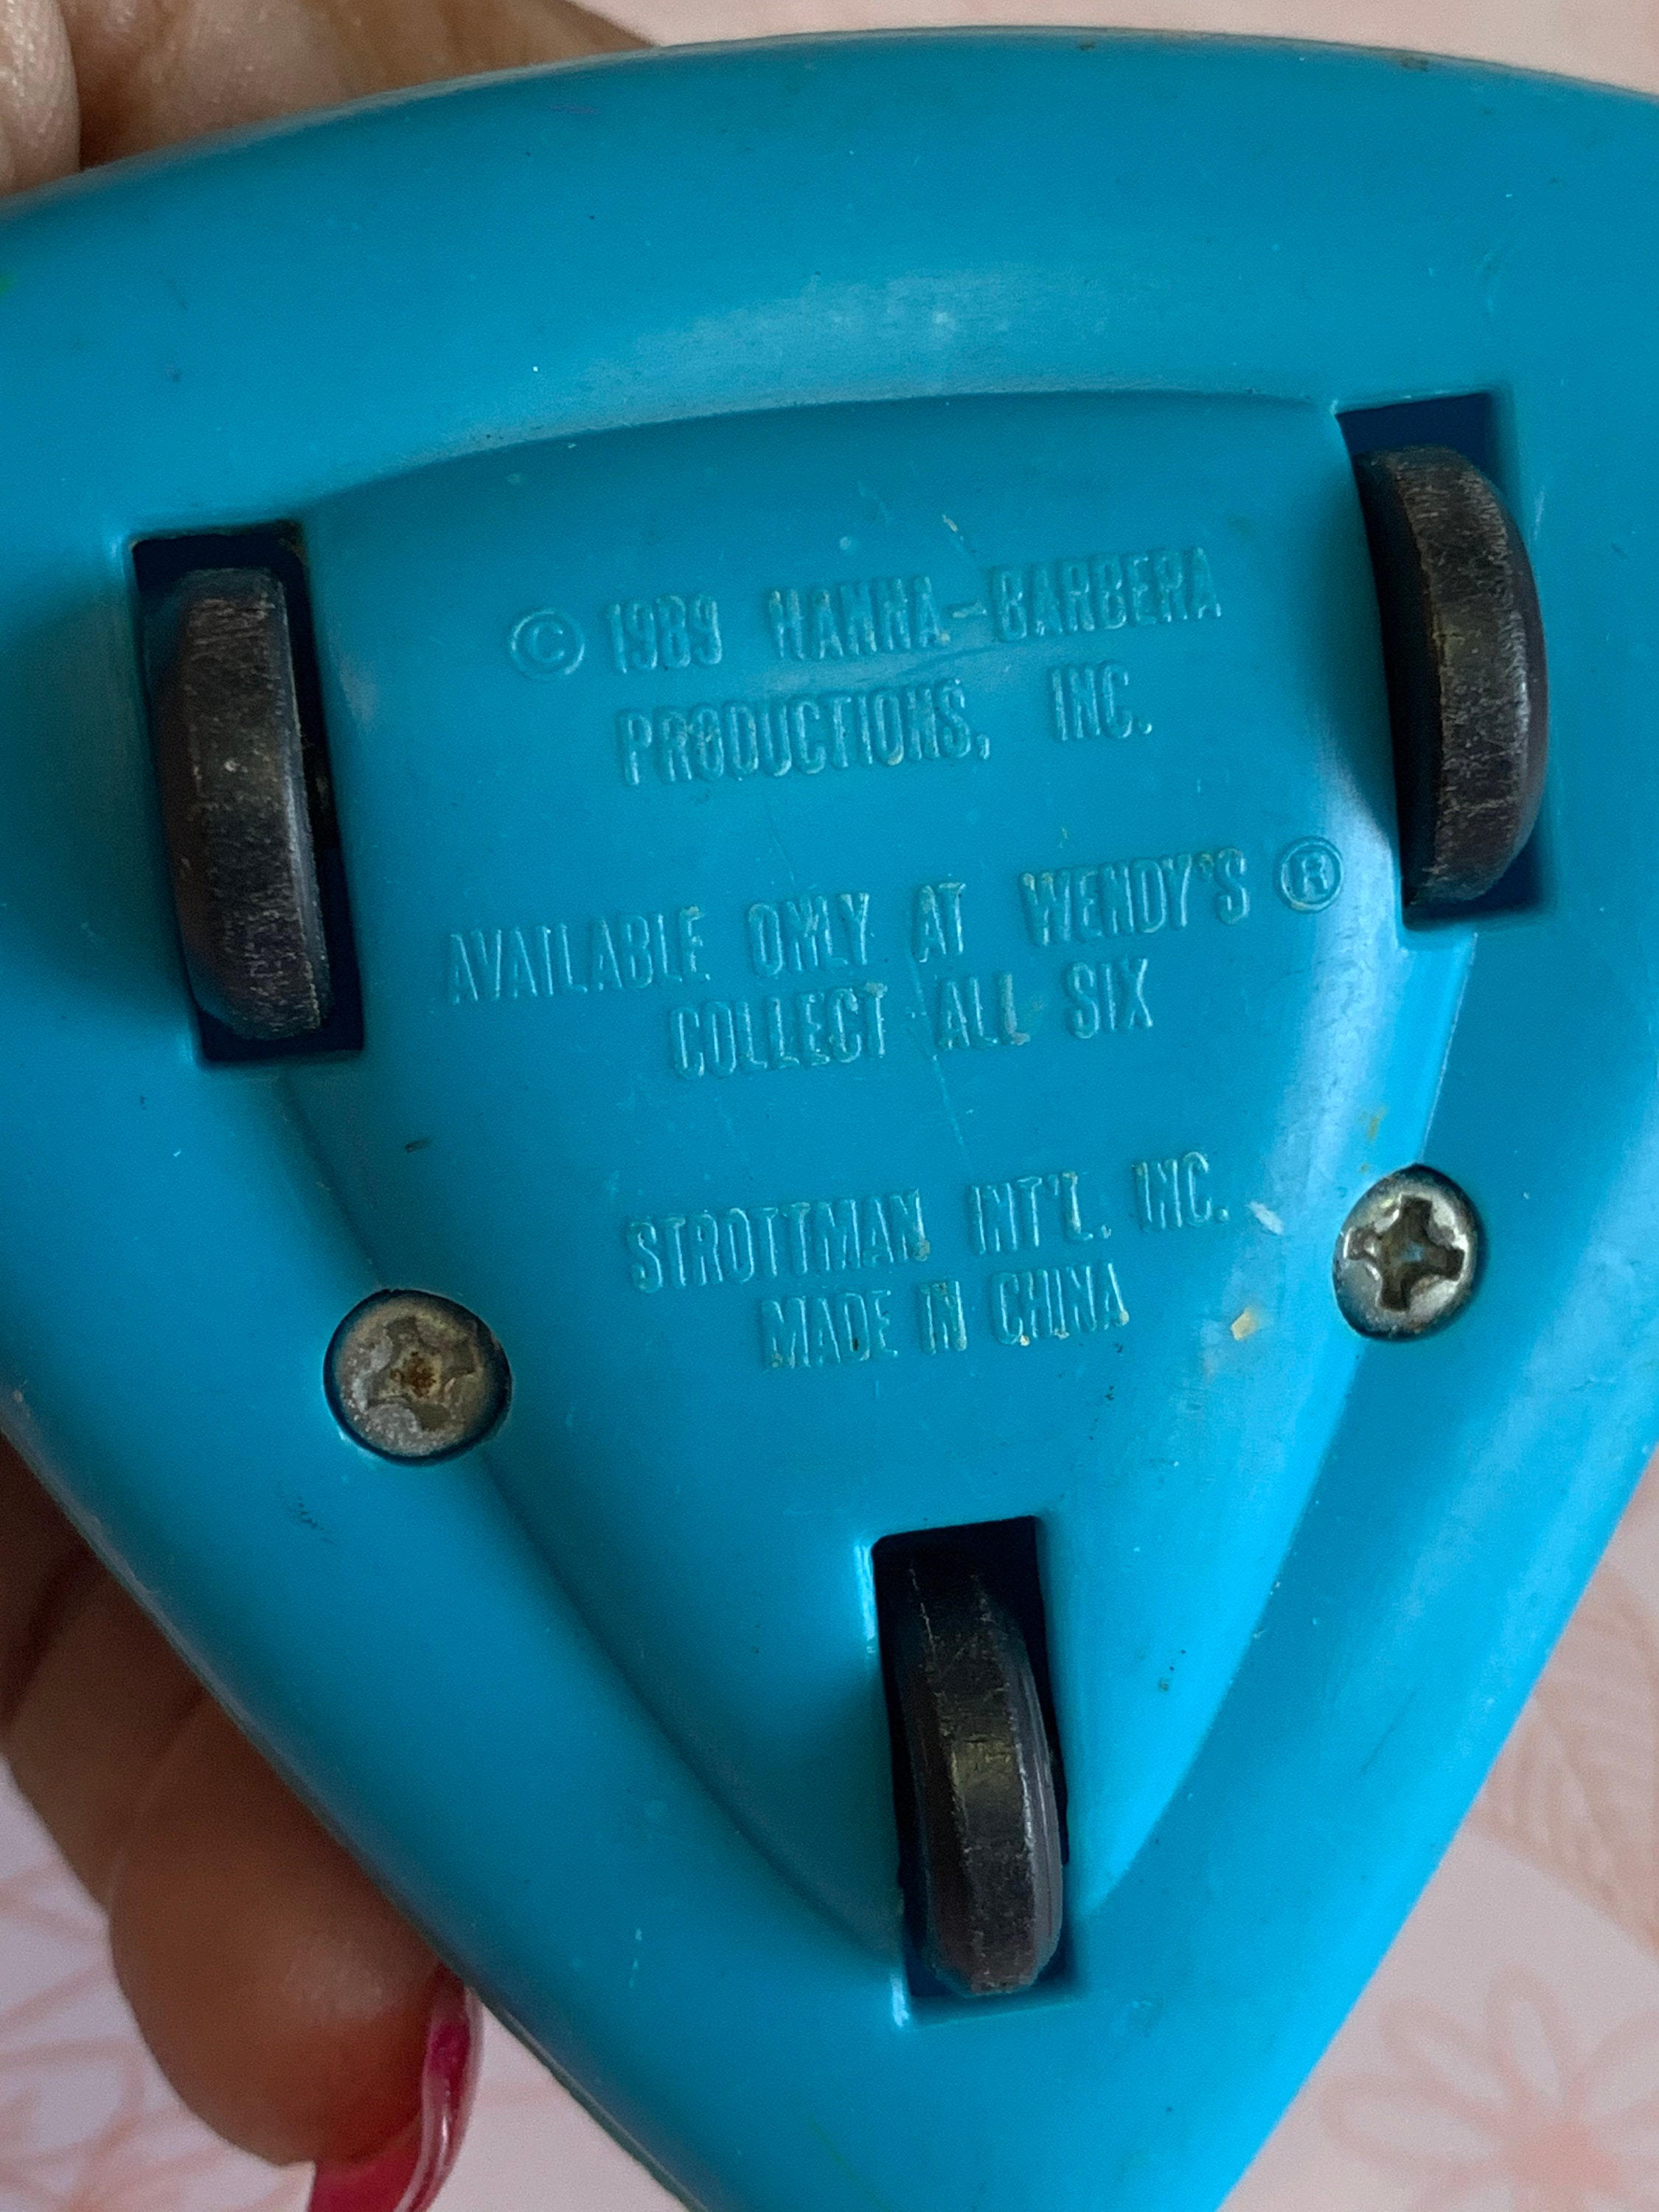 © 1989 HANNA-BARBERA
PRODUCTIONS, INC.
AVAILABLE ONLY AT WENDY'S ®
COLLECT ALL SIX
STROTTMAN INT'L. INC.
MADE IN CHINA